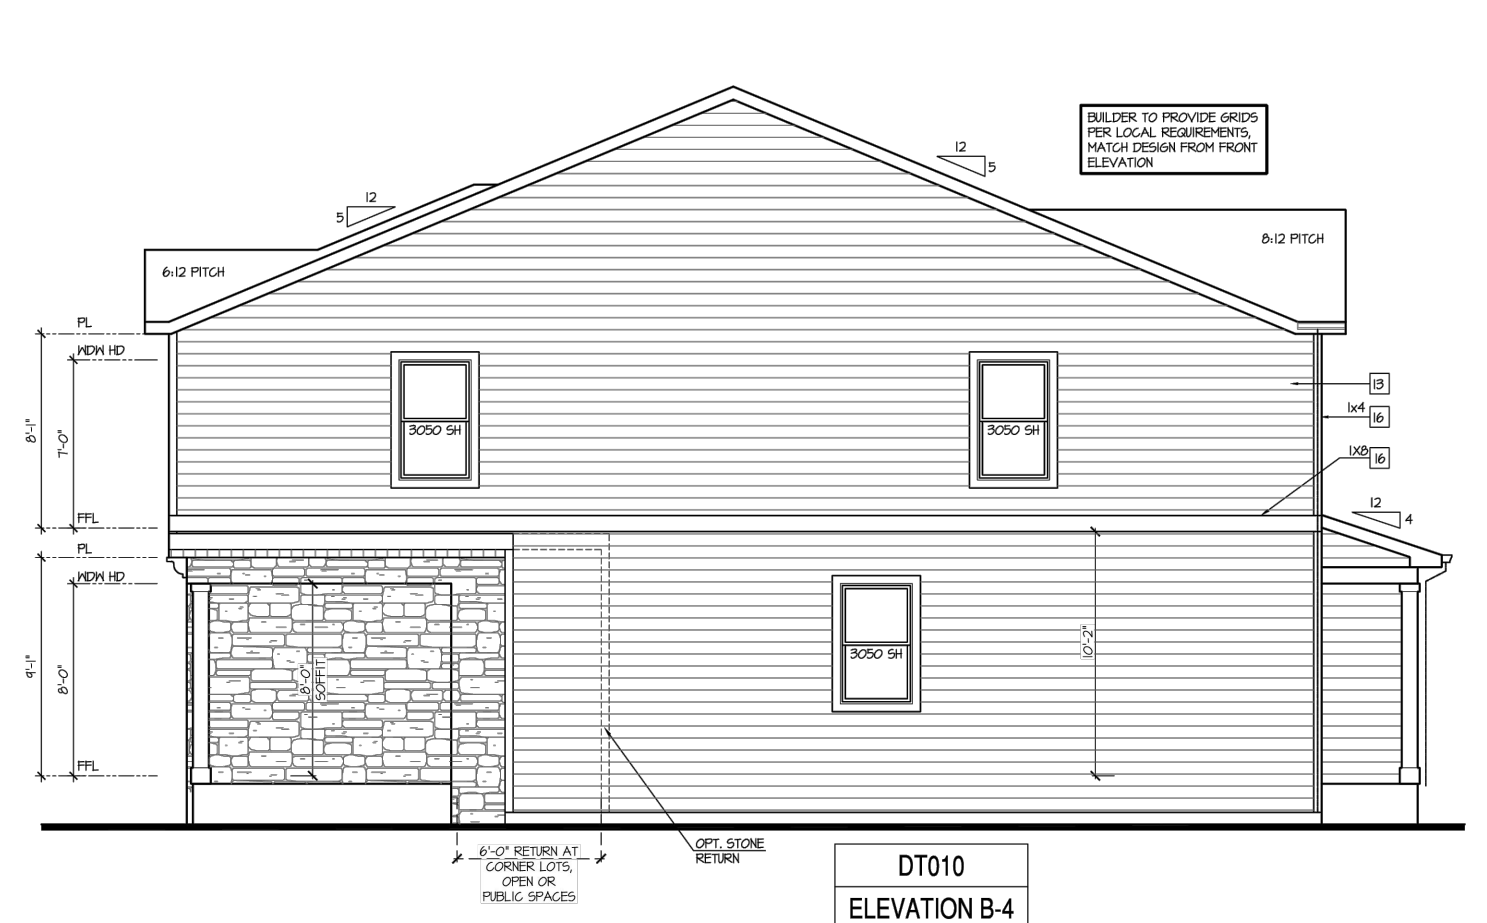 BUILDER TO PROVIDE GRIDS
PER LOCAL REQUIREMENTS,
MATCH DESIGN FROM FRONT
ELEVATION
12
5
12
5
8:12 PITCH
6:12 PITCH
PL
WDW HD
8'-1"
7'-0"
3050 SH
3050 SH
13
1x4
16
1X8
16
FFL
12
4
PL
WDW HD
9'-1"
8'-0"
8'-0"
SOFFIT
3050 SH
10'-2"
FFL
6'-0" RETURN AT
CORNER LOTS,
OPEN OR
PUBLIC SPACES
OPT. STONE
RETURN
DT010
ELEVATION B-4